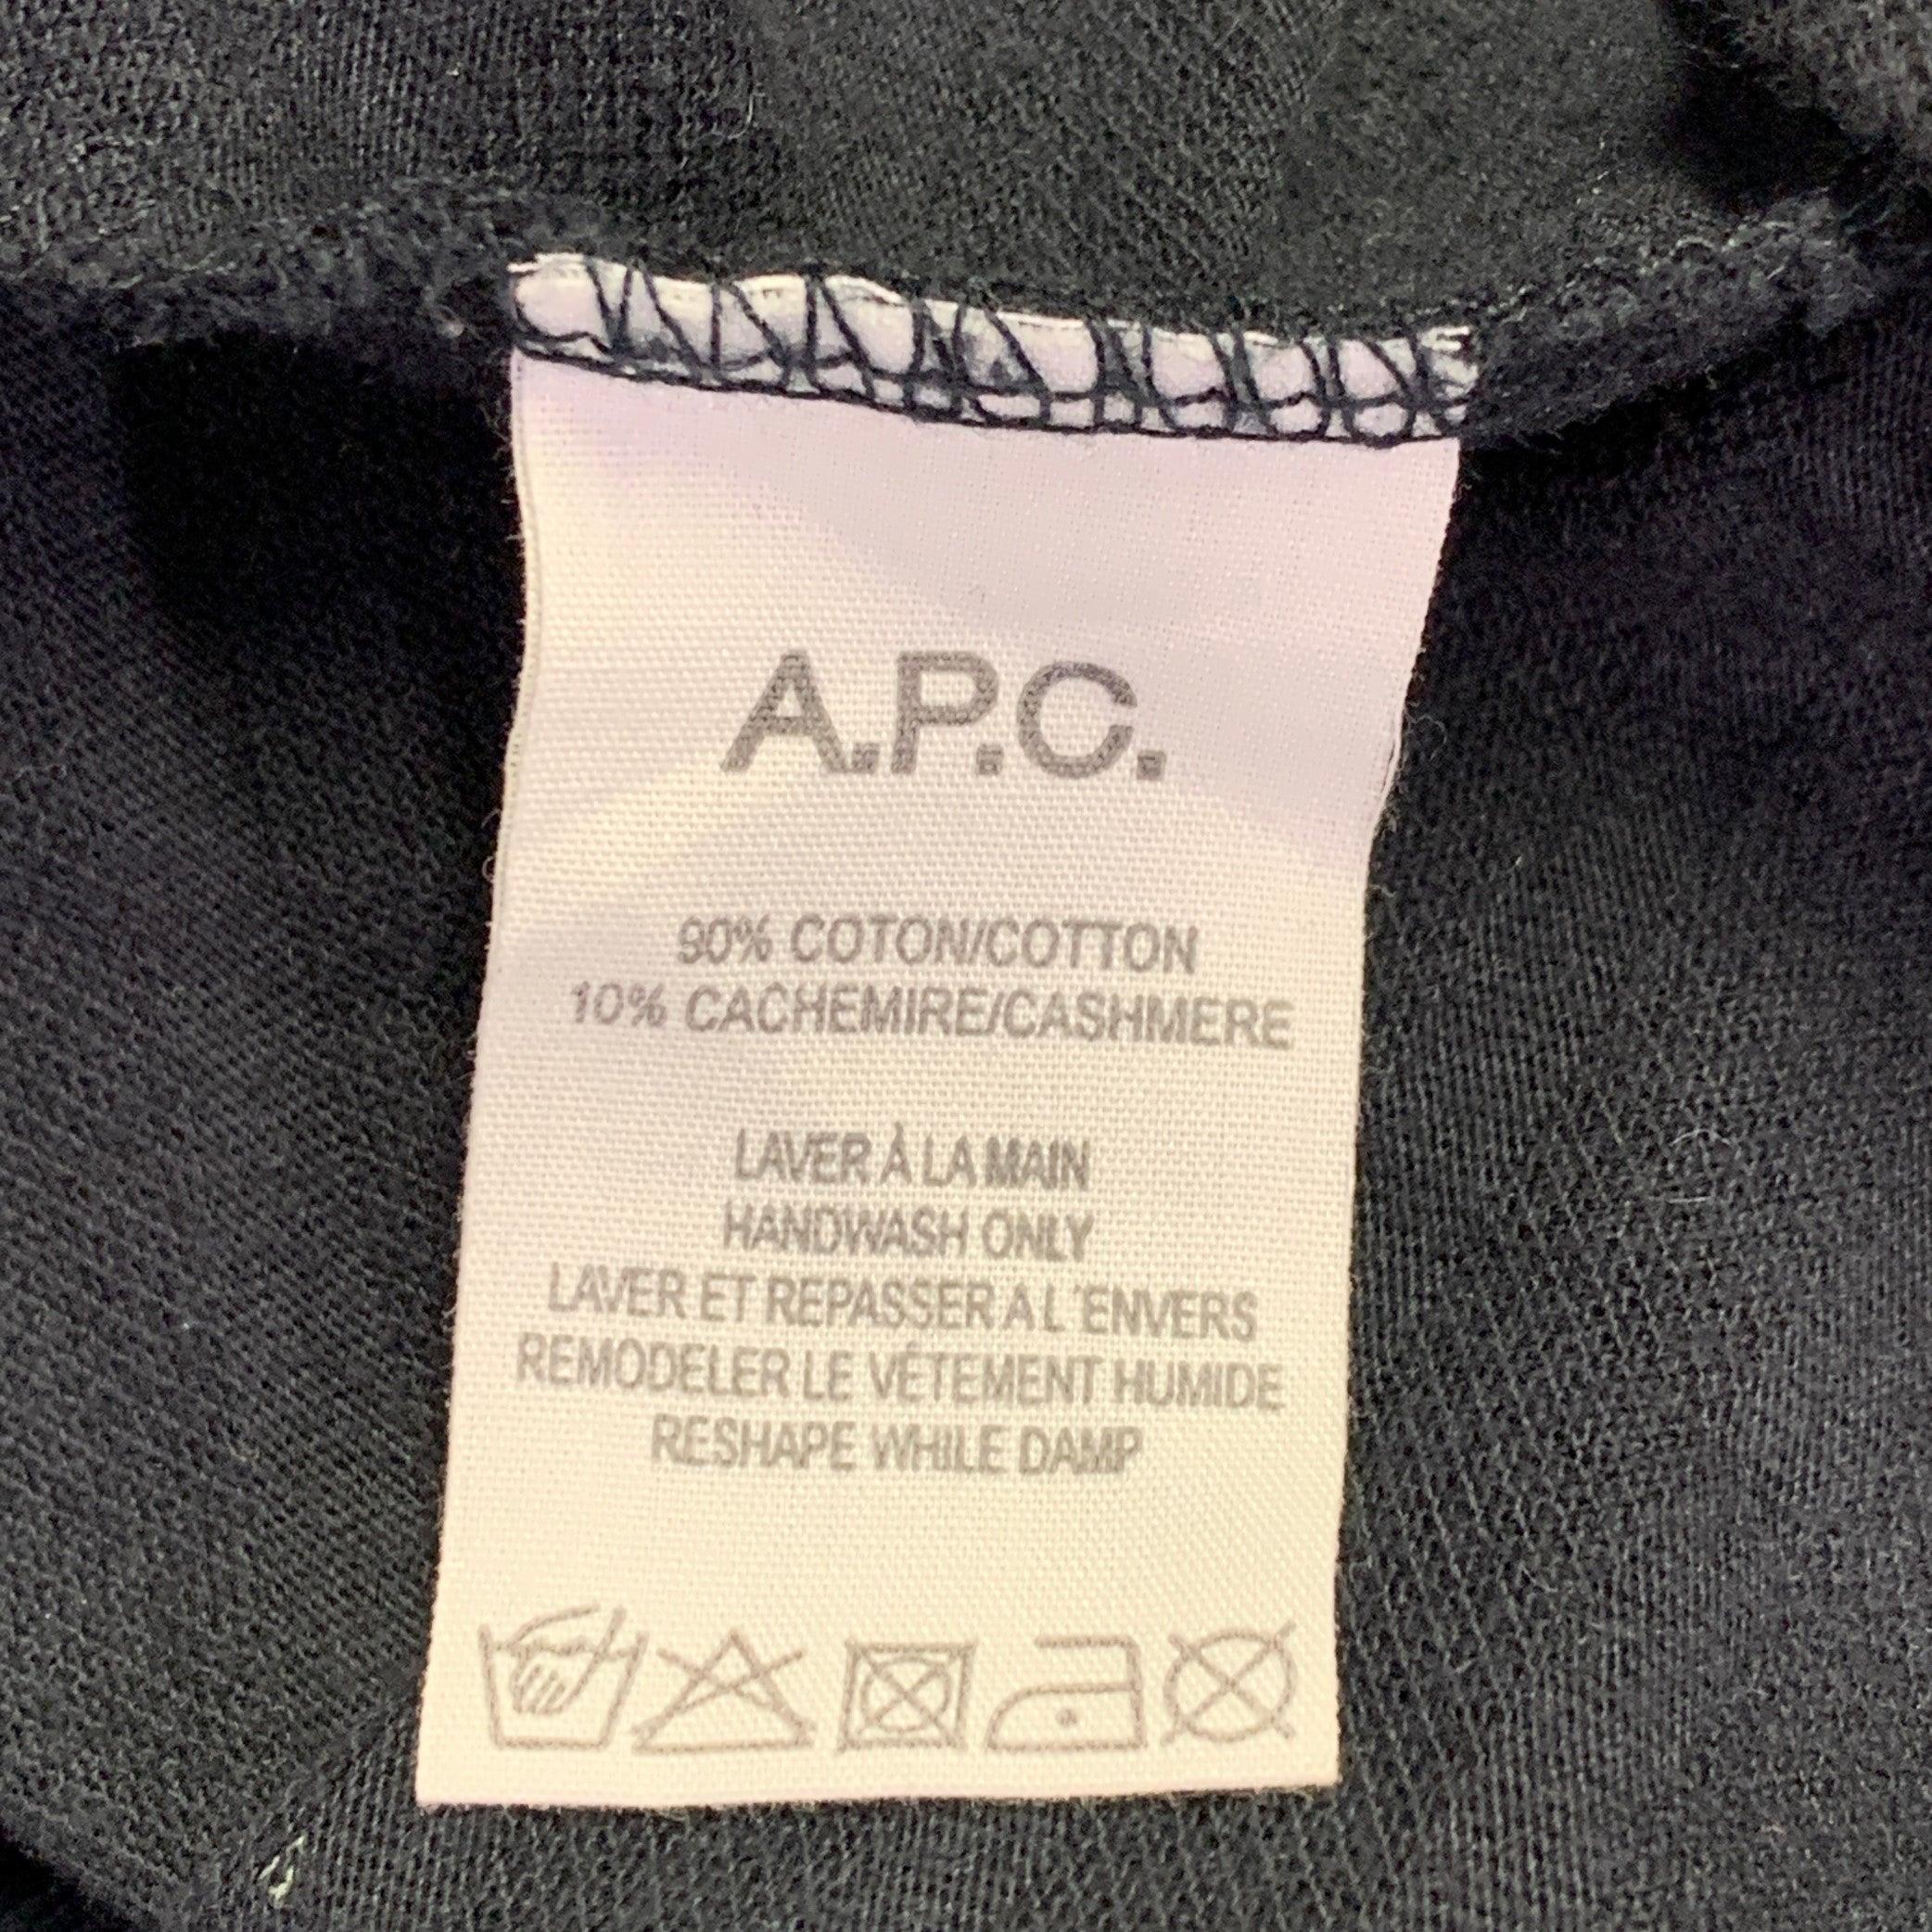 A.P.C.
90% COTON/COTTON
10% CACHEMIRE/CASHMERE
LAVER À LA MAIN
HANDWASH ONLY
LAVER ET REPASSER A L'ENVERS
REMODELER LE VÊTEMENT HUMIDE
RESHAPE WHILE DAMP